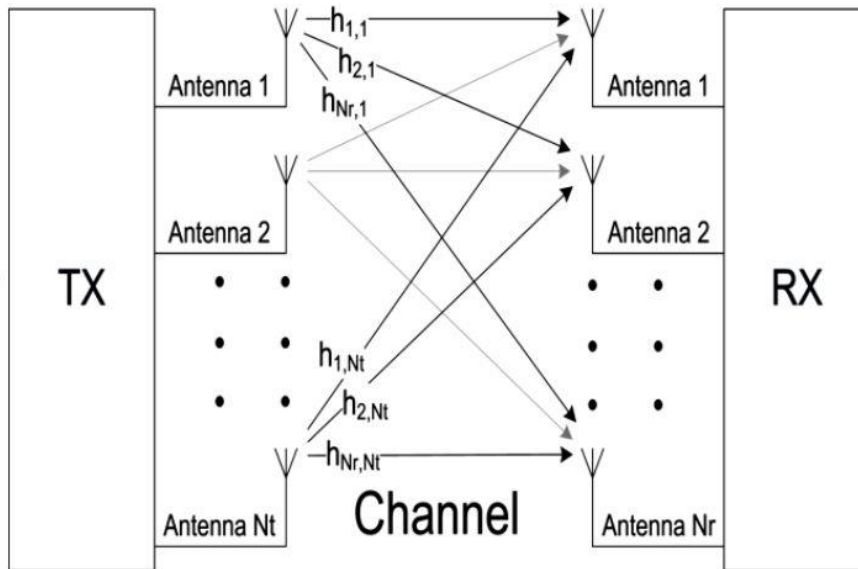 h1,1
Antenna 1
h2,1
Antenna 1
hNr,1
Antenna 2
Antenna 2
TX
RX
h1,Nt
h2,Nt
hNr,Nt
Antenna Nt
Channel
Antenna Nr